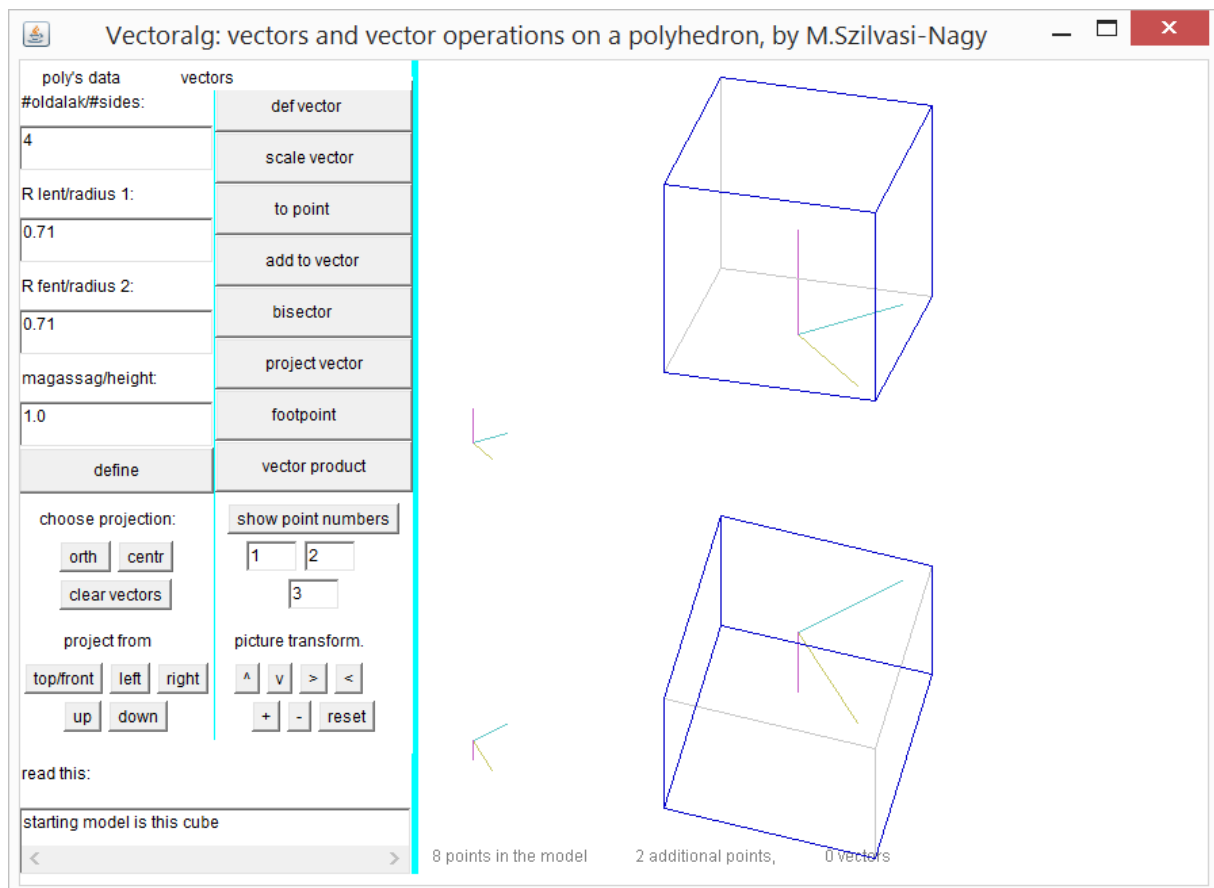 Vectoralg: vectors and vector operations on a polyhedron, by M.Szilvasi-Nagy
poly's data vectors
#oldalak/#sides:
4
R lent/radius 1:
0.71
R fent/radius 2:
0.71
magassag/height:
1.0
define
def vector
scale vector
to point
add to vector
bisector
project vector
footpoint
vector product
choose projection:
orth centr
clear vectors
project from
top/front left right
up down
show point numbers
1 2
3
picture transform.
^ v > <
+ - reset
read this:
starting model is this cube
8 points in the model 2 additional points, 0 vectors